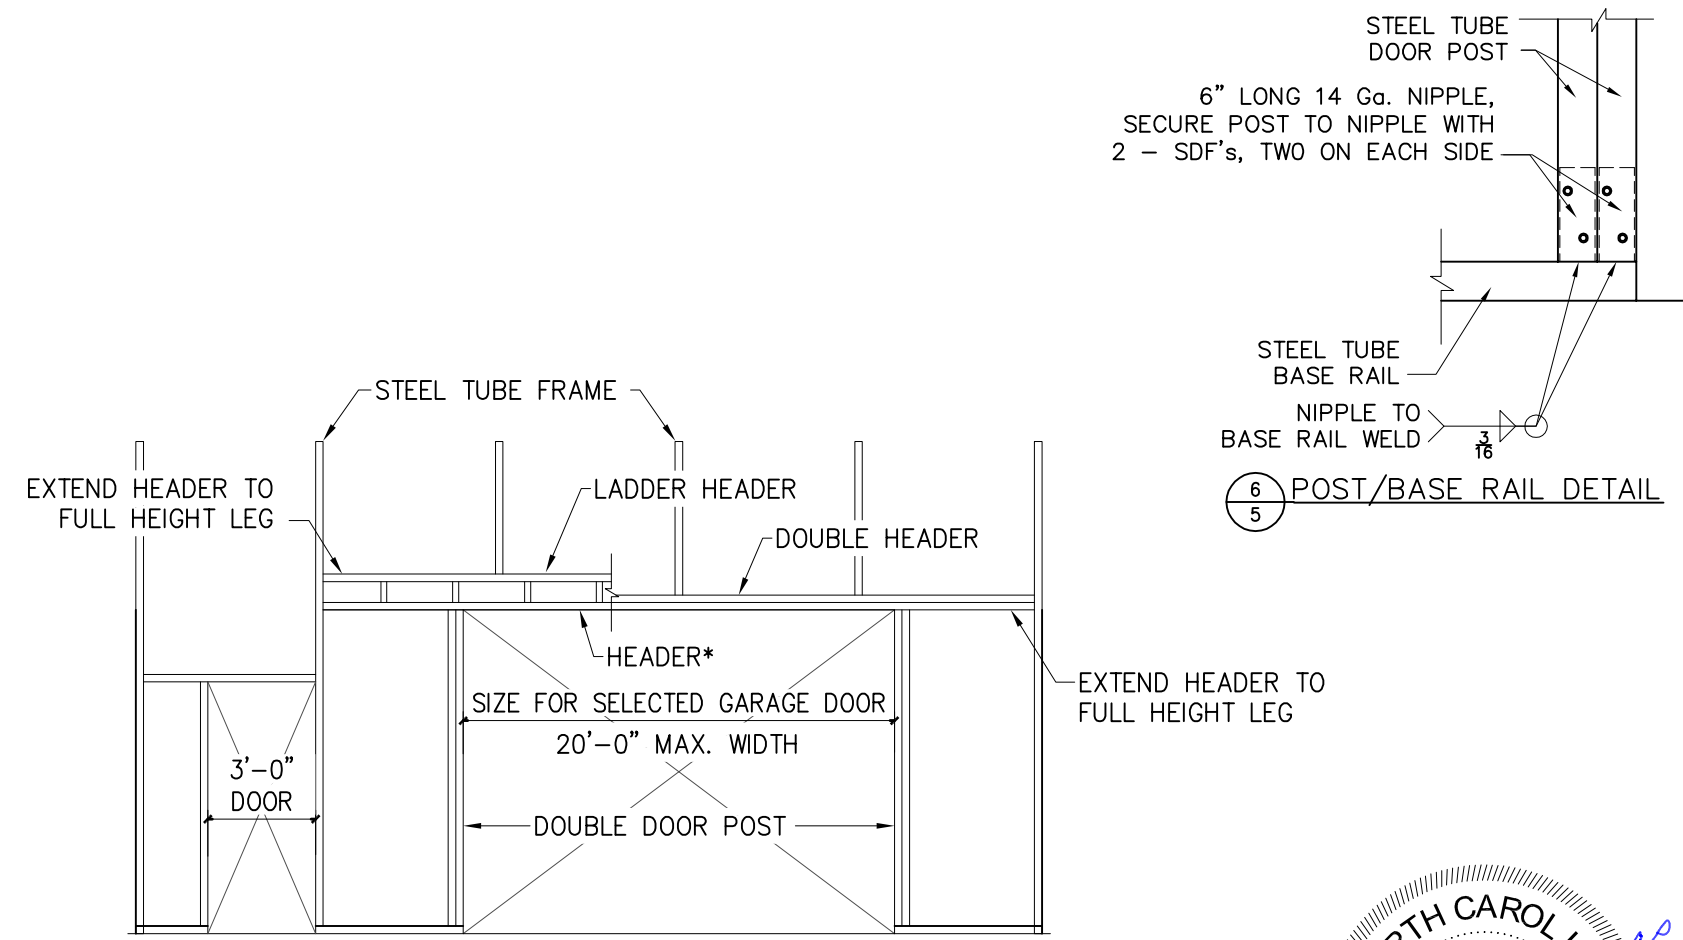 STEEL TUBE
DOOR POST
6" LONG 14 Ga. NIPPLE,
SECURE POST TO NIPPLE WITH
2 – SDF's, TWO ON EACH SIDE
STEEL TUBE
BASE RAIL
NIPPLE TO
BASE RAIL WELD
3
16
6
5
POST/BASE RAIL DETAIL
STEEL TUBE FRAME
EXTEND HEADER TO
FULL HEIGHT LEG
LADDER HEADER
DOUBLE HEADER
HEADER*
EXTEND HEADER TO
FULL HEIGHT LEG
SIZE FOR SELECTED GARAGE DOOR
20'–0" MAX. WIDTH
3'–0"
DOOR
DOUBLE DOOR POST
RTH CAROL